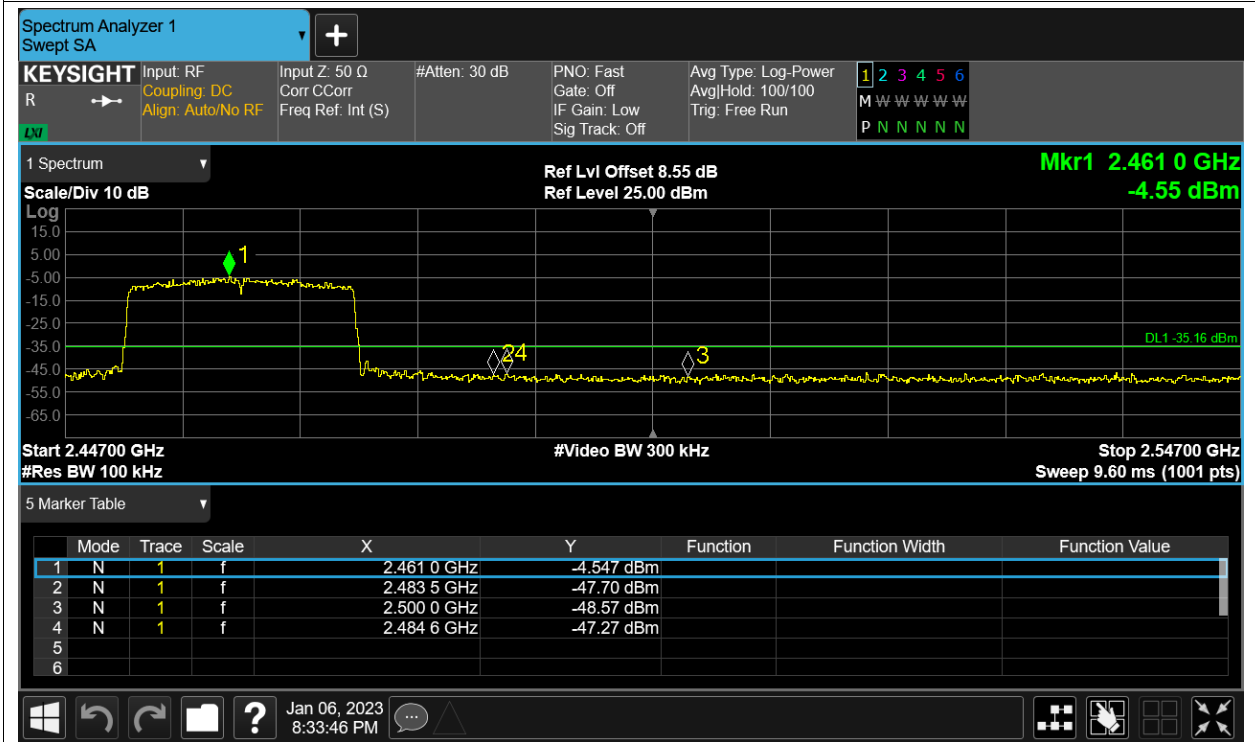 Spectrum Analyzer 1
Swept SA
+
KEYSIGHT Input: RF Input Z: 50 Ω #Atten: 30 dB PNO: Fast Avg Type: Log-Power 1 2 3 4 5 6
R Coupling: DC Corr CCorr Gate: Off Avg|Hold: 100/100 M W W W W W
Align: Auto/No RF Freq Ref: Int (S) IF Gain: Low Trig: Free Run
LXI Sig Track: Off P N N N N N
1 Spectrum Ref Lvl Offset 8.55 dB Mkr1 2.461 0 GHz
Scale/Div 10 dB Ref Level 25.00 dBm -4.55 dBm
Log
15.0
5.00 1
-5.00
-15.0
-25.0
DL1 -35.16 dBm
-35.0 2 4 3
-45.0
-55.0
-65.0
Start 2.44700 GHz #Video BW 300 kHz Stop 2.54700 GHz
#Res BW 100 kHz Sweep 9.60 ms (1001 pts)
5 Marker Table
Mode Trace Scale X Y Function Function Width Function Value
1 N 1 f 2.461 0 GHz -4.547 dBm
2 N 1 f 2.483 5 GHz -47.70 dBm
3 N 1 f 2.500 0 GHz -48.57 dBm
4 N 1 f 2.484 6 GHz -47.27 dBm
5
6
? Jan 06, 2023
8:33:46 PM